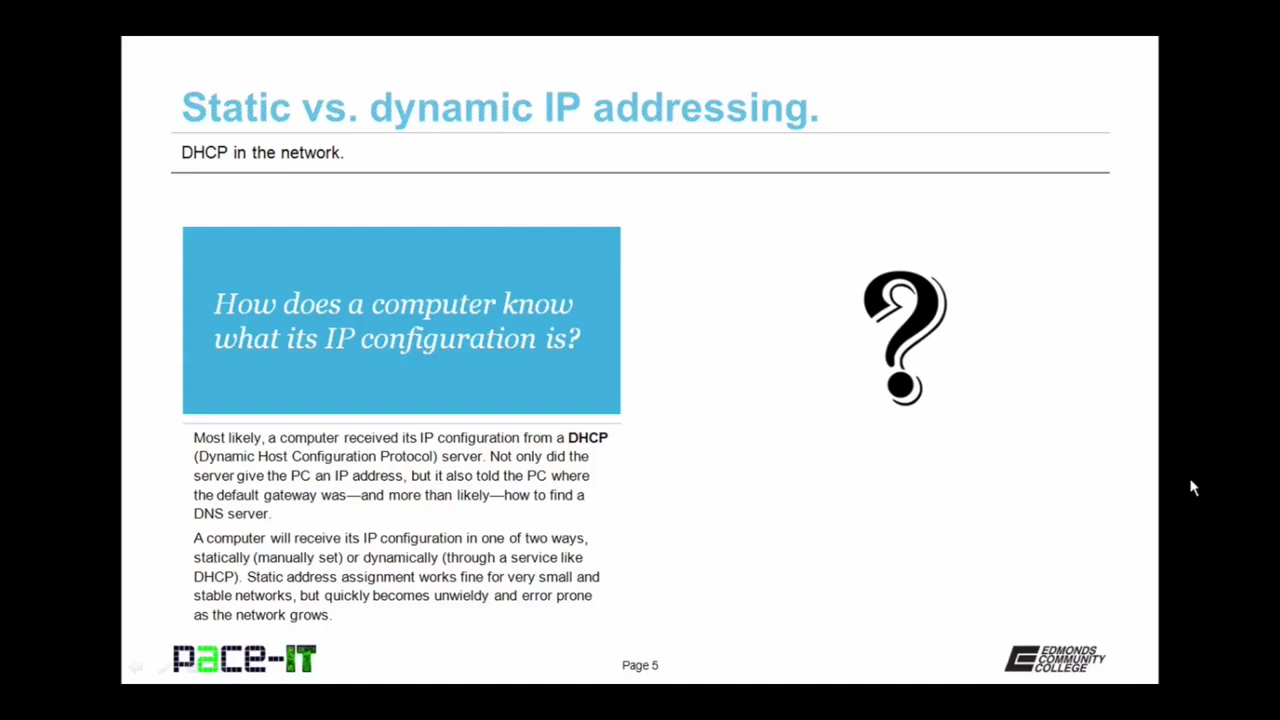 Static vs. dynamic IP addressing.
DHCP in the network.
How does a computer know
what its IP configuration is?
Most likely, a computer received its IP configuration from a DHCP
(Dynamic Host Configuration Protocol) server. Not only did the
server give the PC an IP address, but it also told the PC where
the default gateway was—and more than likely—how to find a
DNS server.
A computer will receive its IP configuration in one of two ways,
statically (manually set) or dynamically (through a service like
DHCP). Static address assignment works fine for very small and
stable networks, but quickly becomes unwieldy and error prone
as the network grows.
?
pace-IT
Page 5
EDMONDS
COMMUNITY
COLLEGE